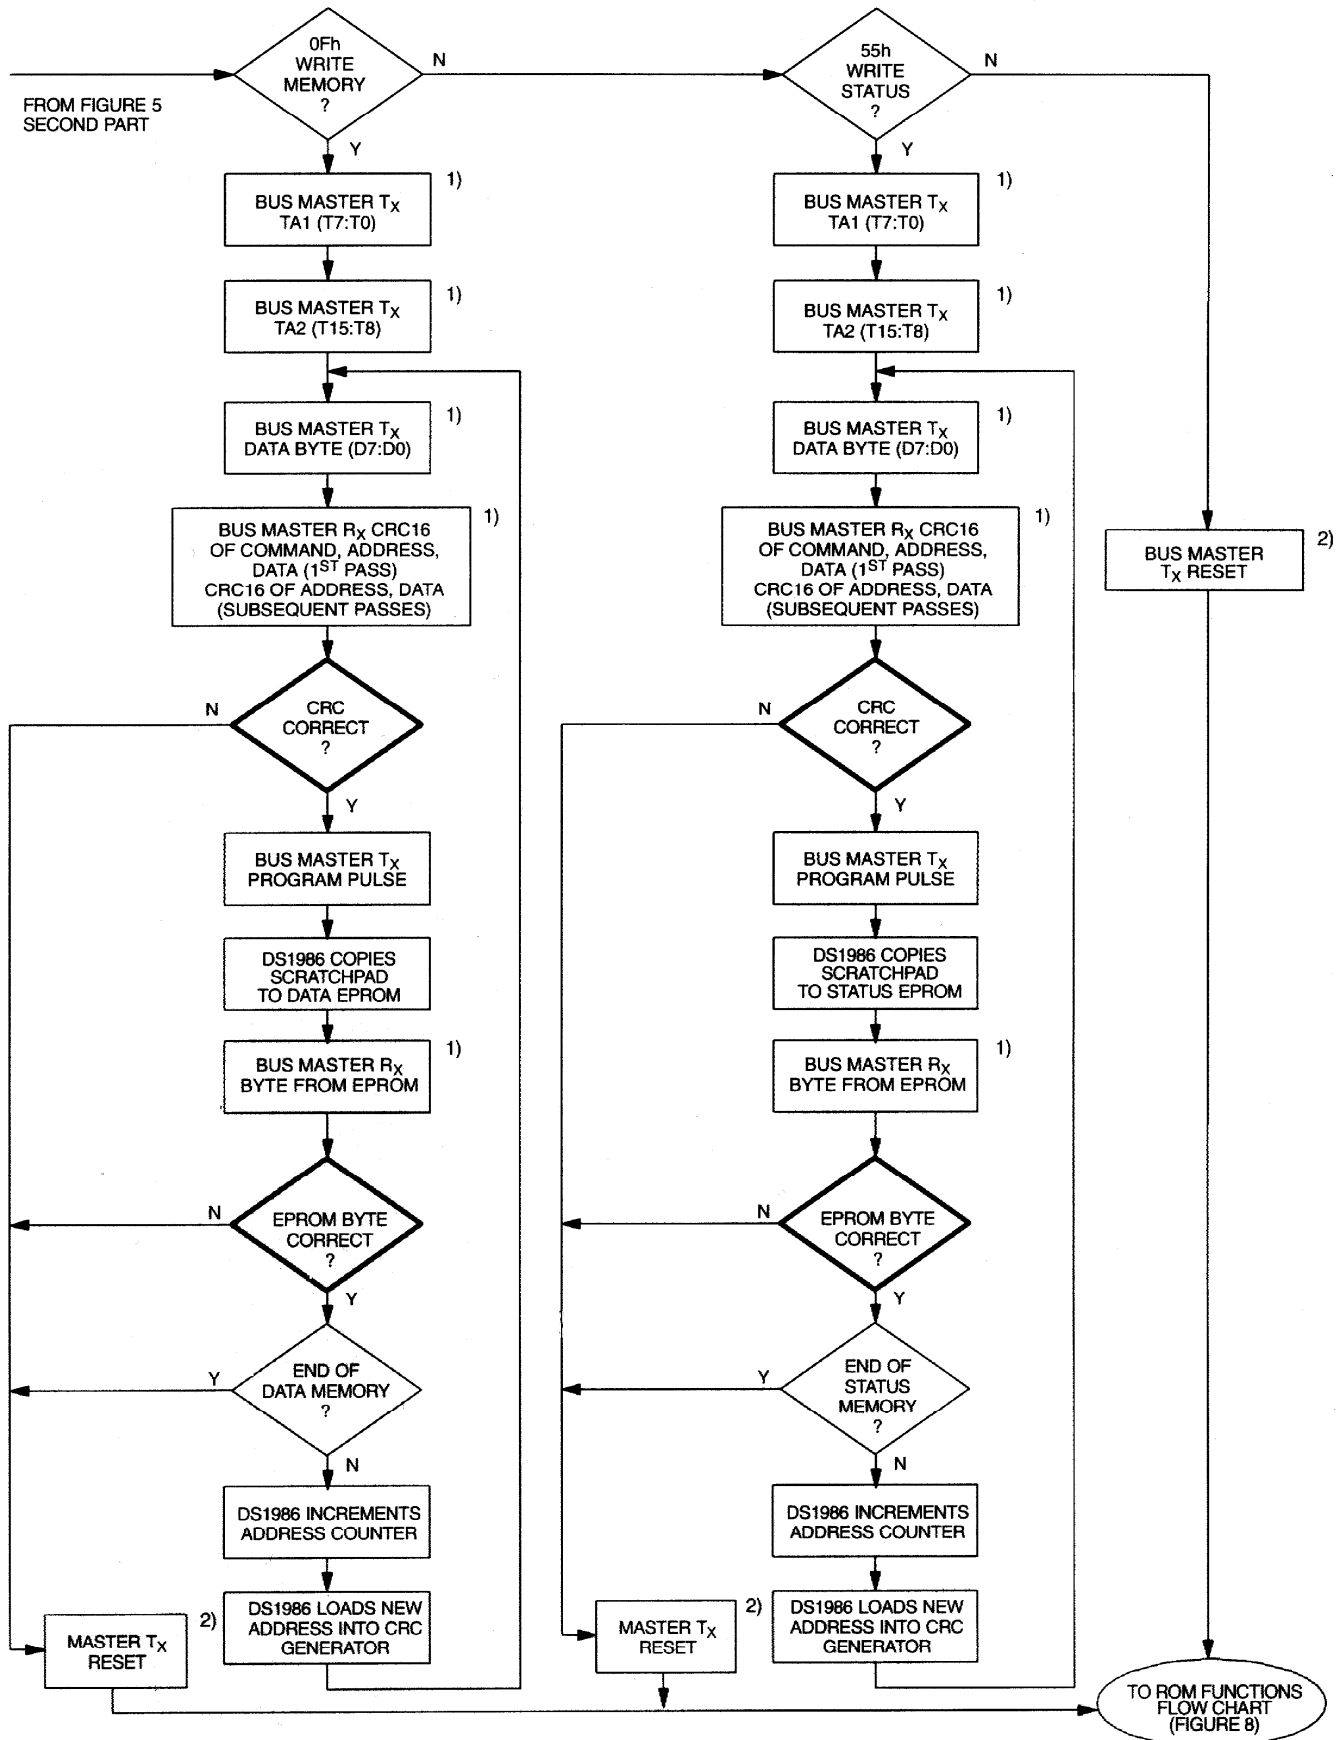 FROM FIGURE 5
SECOND PART
0Fh
WRITE
MEMORY
?
N
Y
BUS MASTER TX
TA1 (T7:T0)
1)
BUS MASTER TX
TA2 (T15:T8)
1)
BUS MASTER TX
DATA BYTE (D7:D0)
1)
BUS MASTER RX CRC16
OF COMMAND, ADDRESS,
DATA (1ST PASS)
CRC16 OF ADDRESS, DATA
(SUBSEQUENT PASSES)
1)
CRC
CORRECT
?
N
Y
BUS MASTER TX
PROGRAM PULSE
DS1986 COPIES
SCRATCHPAD
TO DATA EPROM
BUS MASTER RX
BYTE FROM EPROM
1)
EPROM BYTE
CORRECT
?
N
Y
END OF
DATA MEMORY
?
Y
N
DS1986 INCREMENTS
ADDRESS COUNTER
DS1986 LOADS NEW
ADDRESS INTO CRC
GENERATOR
MASTER TX
RESET
2)
55h
WRITE
STATUS
?
N
Y
BUS MASTER TX
TA1 (T7:T0)
1)
BUS MASTER TX
TA2 (T15:T8)
1)
BUS MASTER TX
DATA BYTE (D7:D0)
1)
BUS MASTER RX CRC16
OF COMMAND, ADDRESS,
DATA (1ST PASS)
CRC16 OF ADDRESS, DATA
(SUBSEQUENT PASSES)
1)
CRC
CORRECT
?
N
Y
BUS MASTER TX
PROGRAM PULSE
DS1986 COPIES
SCRATCHPAD
TO STATUS EPROM
BUS MASTER RX
BYTE FROM EPROM
1)
EPROM BYTE
CORRECT
?
N
Y
END OF
STATUS
MEMORY
?
Y
N
DS1986 INCREMENTS
ADDRESS COUNTER
DS1986 LOADS NEW
ADDRESS INTO CRC
GENERATOR
MASTER TX
RESET
2)
BUS MASTER
TX RESET
2)
TO ROM FUNCTIONS
FLOW CHART
(FIGURE 8)